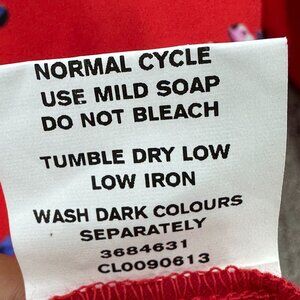 NORMAL CYCLE
USE MILD SOAP
DO NOT BLEACH
TUMBLE DRY LOW
LOW IRON
WASH DARK COLOURS
SEPARATELY
3684631
CL0090613